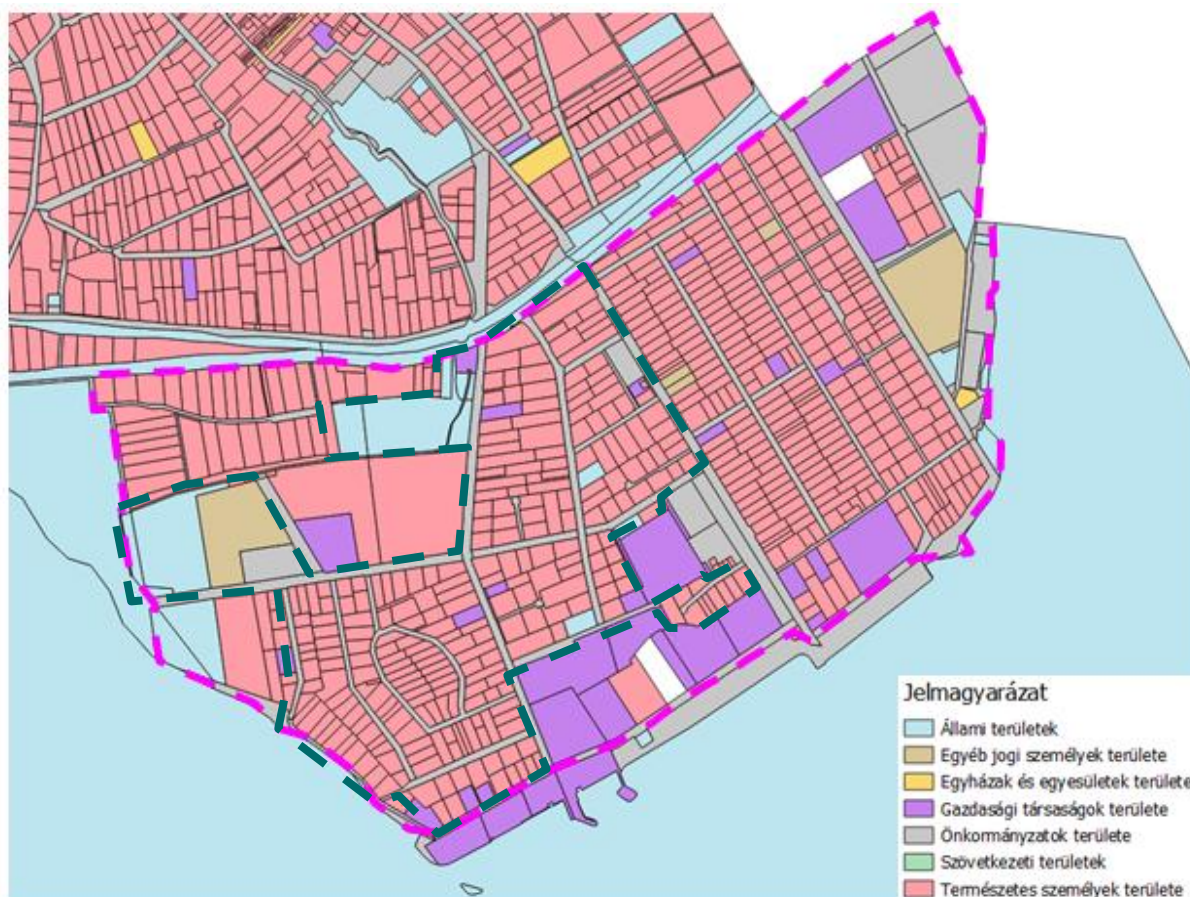 Jelmagyarázat
Állami területek
Egyéb jogi személyek területe
Egyházak és egyesületek területe
Gazdasági társaságok területe
Önkormányzatok területe
Szövetkezeti területek
Természetes személyek területe